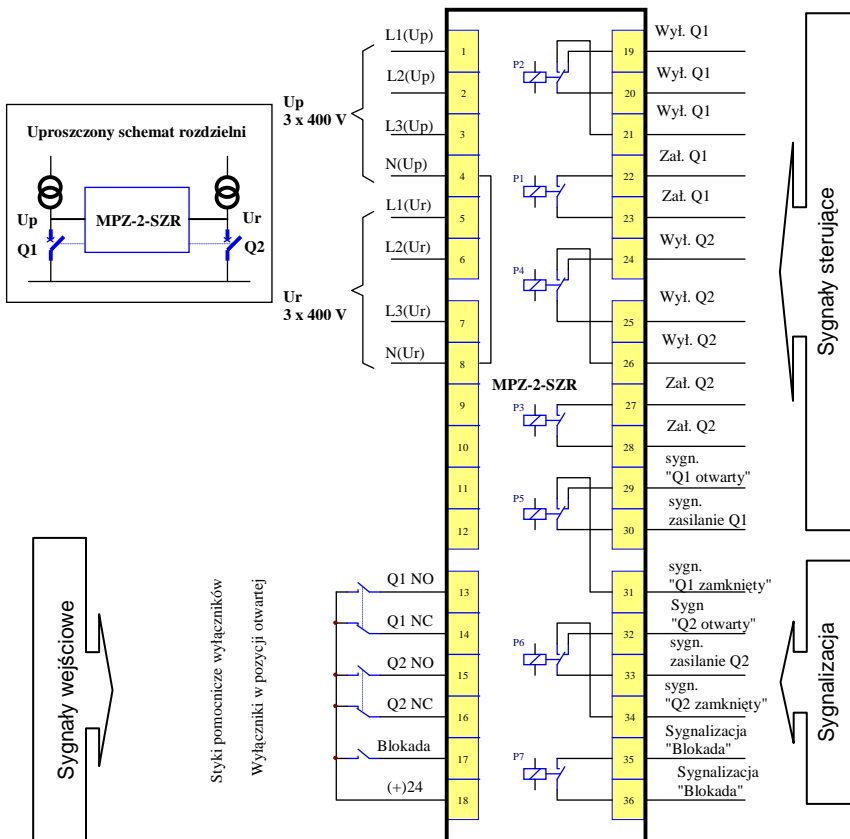 Uproszczony schemat rozdzielni
Up
Ur
MPZ-2-SZR
Q1
Q2
Up
3 x 400 V
Ur
3 x 400 V
L1(Up)
L2(Up)
L3(Up)
N(Up)
L1(Ur)
L2(Ur)
L3(Ur)
N(Ur)
1
2
3
4
5
6
7
8
9
10
11
12
13
14
15
16
17
18
Q1 NO
Q1 NC
Q2 NO
Q2 NC
Blokada
(+)24
Sygnały wejściowe
Styki pomocnicze wyłączników
Wyłączniki w pozycji otwartej
MPZ-2-SZR
P2
P1
P4
P3
P5
P6
P7
19
20
21
22
23
24
25
26
27
28
29
30
31
32
33
34
35
36
Wył. Q1
Wył. Q1
Wył. Q1
Zał. Q1
Zał. Q1
Wył. Q2
Wył. Q2
Wył. Q2
Zał. Q2
Zał. Q2
sygn.
"Q1 otwarty"
sygn.
zasilanie Q1
sygn.
"Q1 zamknięty"
Sygn
"Q2 otwarty"
sygn.
zasilanie Q2
sygn.
"Q2 zamknięty"
Sygnalizacja
"Blokada"
Sygnalizacja
"Blokada"
Sygnały sterujące
Sygnalizacja